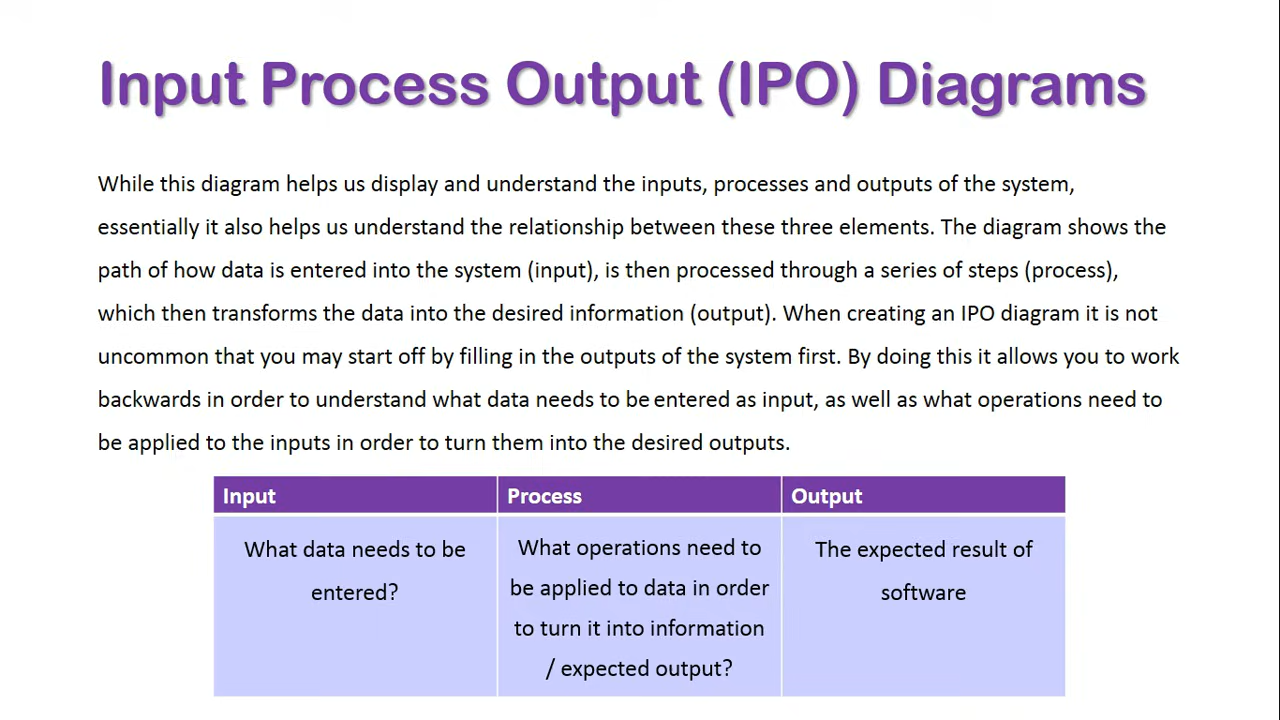 Input Process Output (IPO) Diagrams
While this diagram helps us display and understand the inputs, processes and outputs of the system,
essentially it also helps us understand the relationship between these three elements. The diagram shows the
path of how data is entered into the system (input), is then processed through a series of steps (process),
which then transforms the data into the desired information (output). When creating an IPO diagram it is not
uncommon that you may start off by filling in the outputs of the system first. By doing this it allows you to work
backwards in order to understand what data needs to be entered as input, as well as what operations need to
be applied to the inputs in order to turn them into the desired outputs.
Input
Process
Output
What data needs to be
entered?
What operations need to
be applied to data in order
to turn it into information
/ expected output?
The expected result of
software